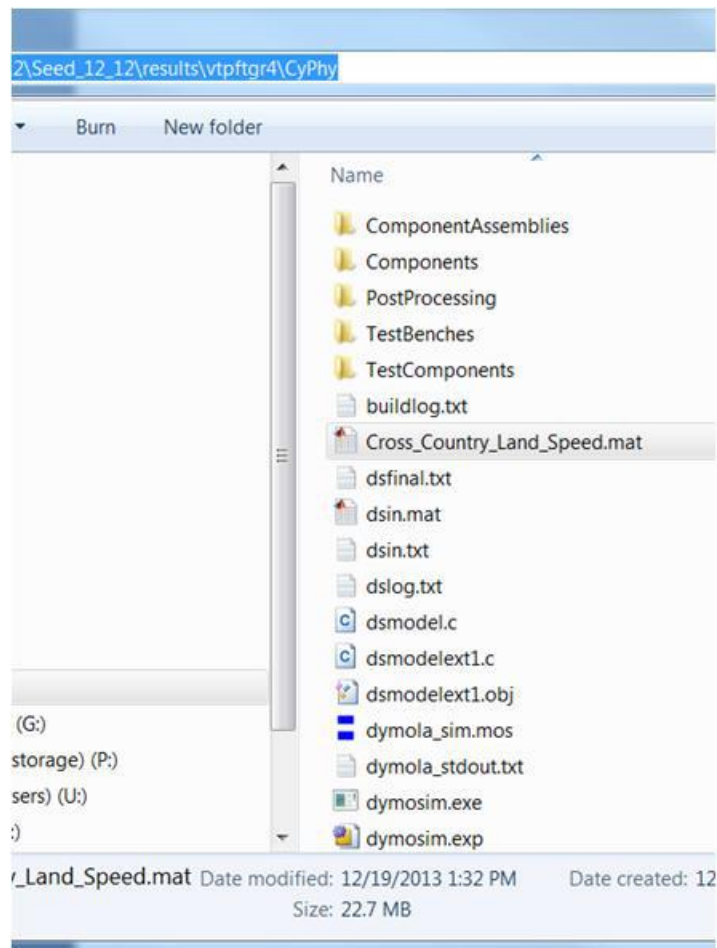 2\Seed_12_12\results\vtpftgr4\CyPhy
Burn New folder
Name
ComponentAssemblies
Components
PostProcessing
TestBenches
TestComponents
buildlog.txt
Cross_Country_Land_Speed.mat
dsfinal.txt
dsin.mat
dsin.txt
dslog.txt
dsmodel.c
dsmodelext1.c
dsmodelext1.obj
dymola_sim.mos
dymola_stdout.txt
dymosim.exe
dymosim.exp
(G:)
storage) (P:)
sers) (U:)
:)
y_Land_Speed.mat Date modified: 12/19/2013 1:32 PM Date created: 12
Size: 22.7 MB